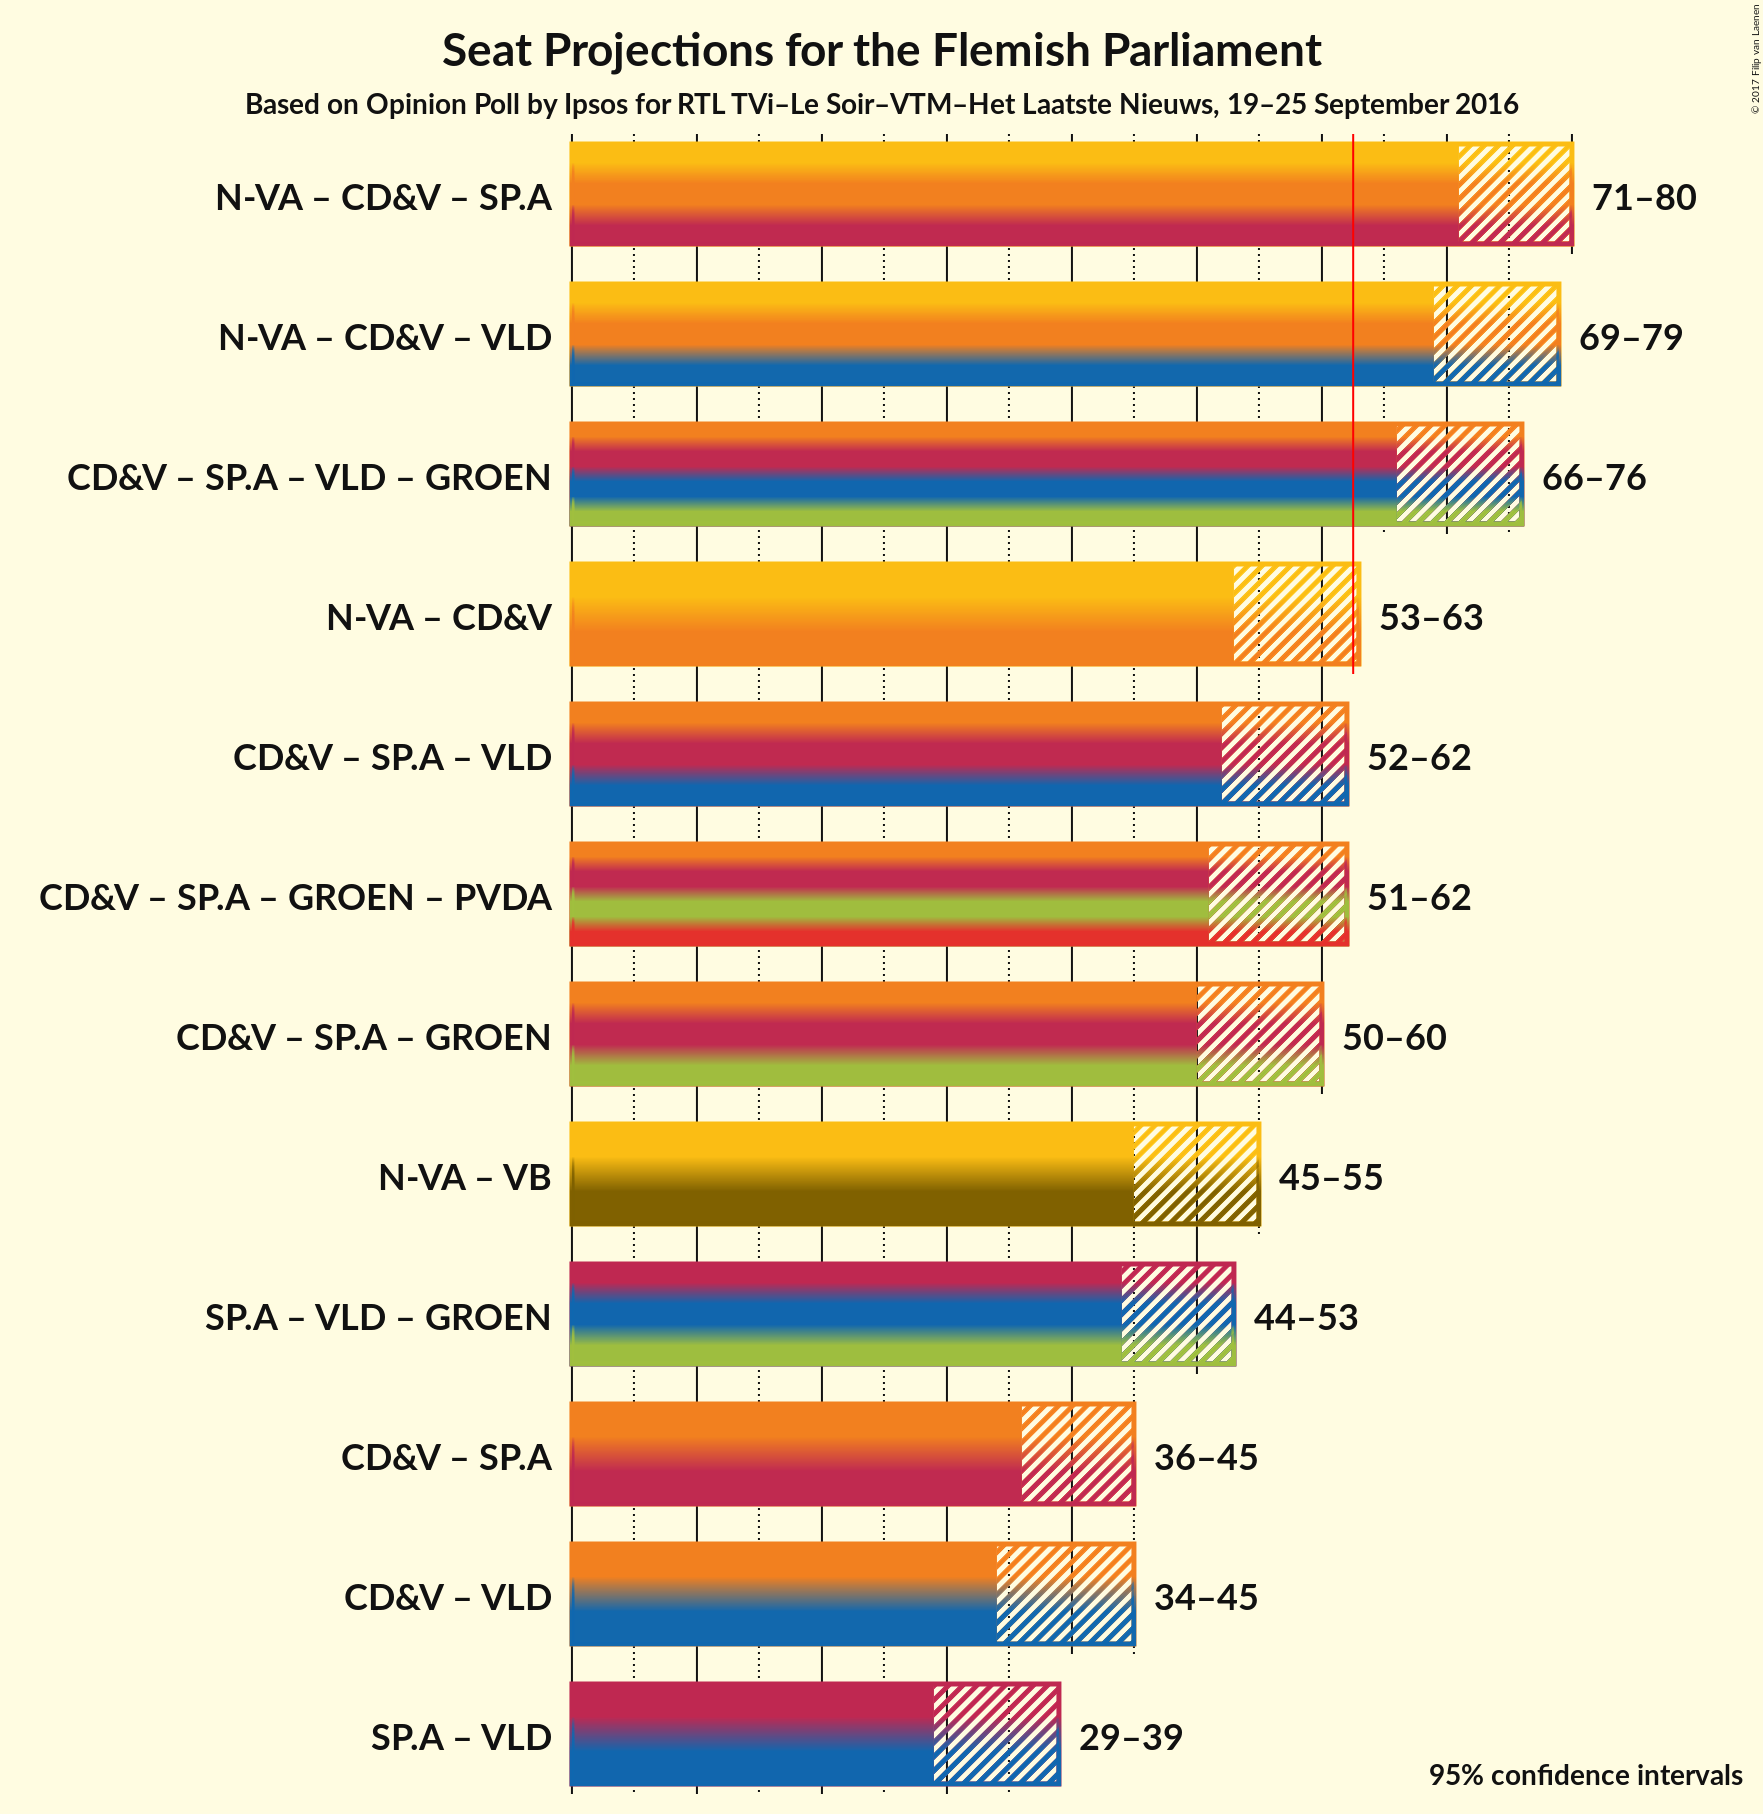 Seat Projections for the Flemish Parliament
Based on Opinion Poll by Ipsos for RTL TVi–Le Soir–VTM–Het Laatste Nieuws, 19–25 September 2016
© 2017 Filip van Laenen
N-VA – CD&V – SP.A 71–80
N-VA – CD&V – VLD 69–79
CD&V – SP.A – VLD – GROEN 66–76
N-VA – CD&V 53–63
CD&V – SP.A – VLD 52–62
CD&V – SP.A – GROEN – PVDA 51–62
CD&V – SP.A – GROEN 50–60
N-VA – VB 45–55
SP.A – VLD – GROEN 44–53
CD&V – SP.A 36–45
CD&V – VLD 34–45
SP.A – VLD 29–39
95% confidence intervals